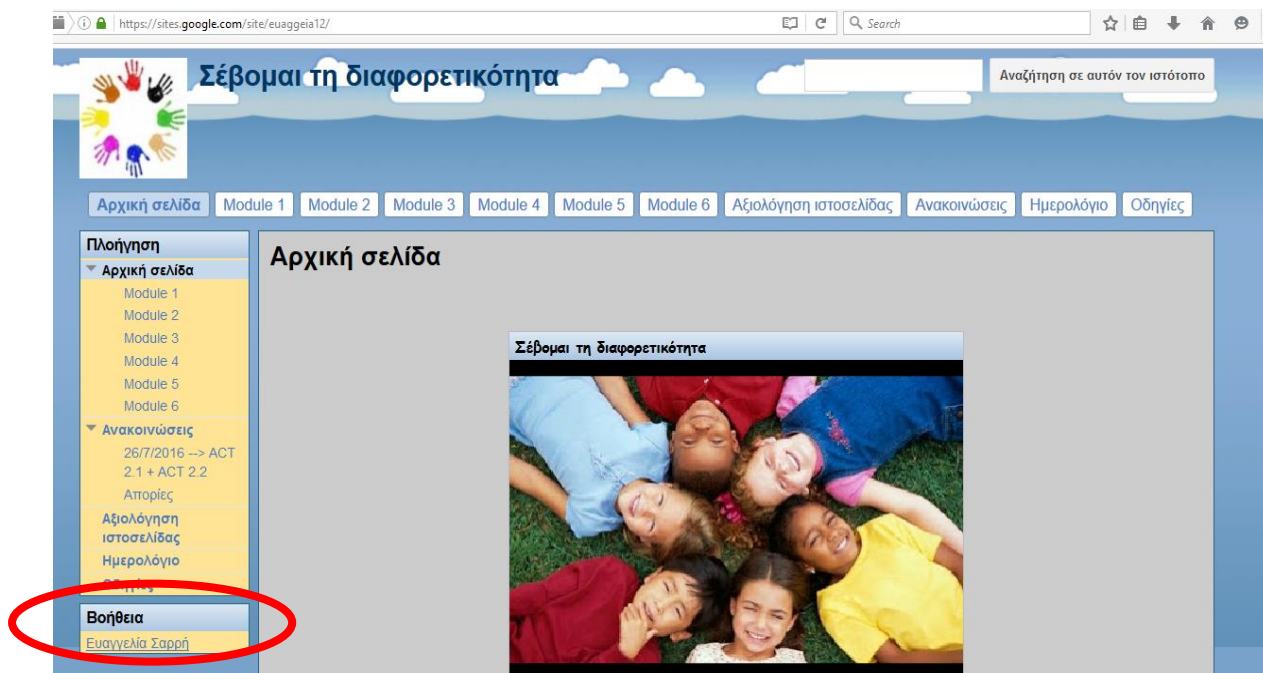 https://sites.google.com/site/euaggeia12/
Search
Σέβομαι τη διαφορετικότητα
Αναζήτηση σε αυτόν τον ιστότοπο
Αρχική σελίδα Module 1 Module 2 Module 3 Module 4 Module 5 Module 6 Αξιολόγηση ιστοσελίδας Ανακοινώσεις Ημερολόγιο Οδηγίες
Πλοήγηση
Αρχική σελίδα
Module 1
Module 2
Module 3
Module 4
Module 5
Module 6
Ανακοινώσεις
26/7/2016 --> ACT
2.1 + ACT 2.2
Απορίες
Αξιολόγηση
ιστοσελίδας
Ημερολόγιο
Οδηγίες
Βοήθεια
Ευαγγελία Σαρρή
Αρχική σελίδα
Σέβομαι τη διαφορετικότητα